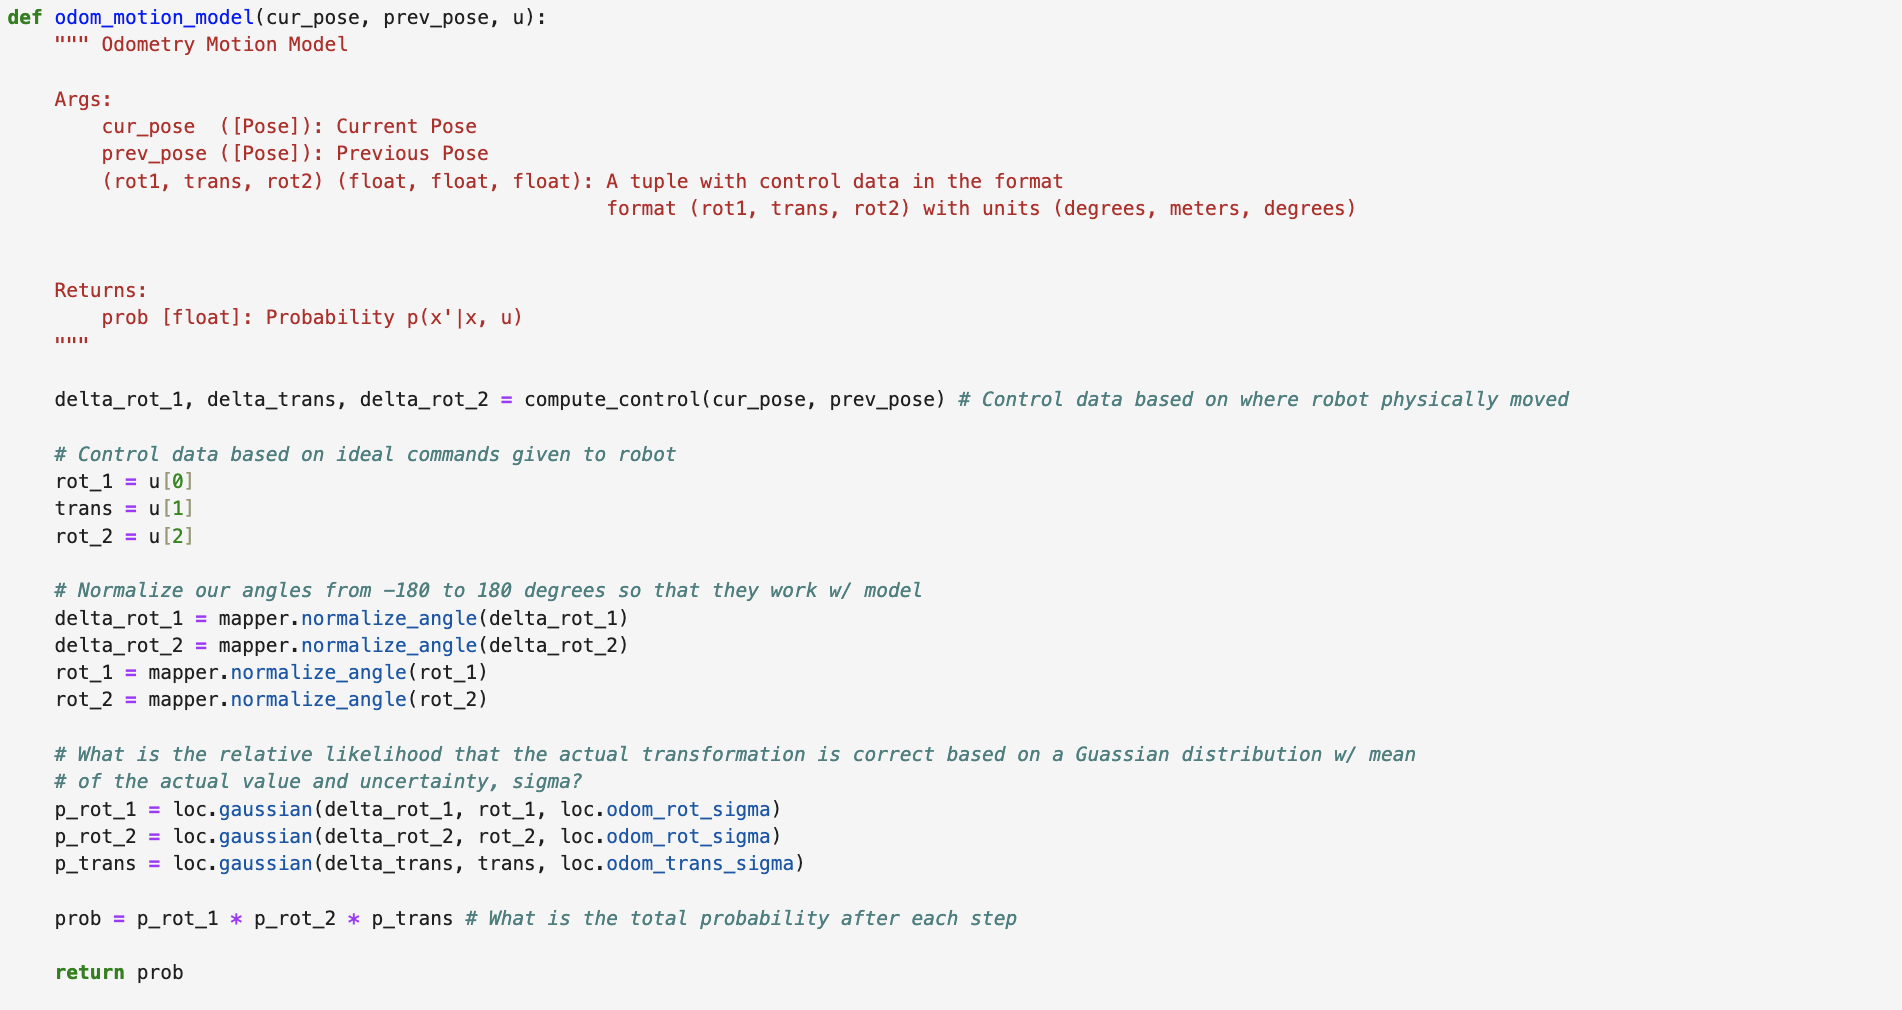 def odom_motion_model(cur_pose, prev_pose, u):
    """ Odometry Motion Model

    Args:
        cur_pose  ([Pose]): Current Pose
        prev_pose ([Pose]): Previous Pose
        (rot1, trans, rot2) (float, float, float): A tuple with control data in the format
                                                   format (rot1, trans, rot2) with units (degrees, meters, degrees)


    Returns:
        prob [float]: Probability p(x'|x, u)
    """

    delta_rot_1, delta_trans, delta_rot_2 = compute_control(cur_pose, prev_pose) # Control data based on where robot physically moved

    # Control data based on ideal commands given to robot
    rot_1 = u[0]
    trans = u[1]
    rot_2 = u[2]

    # Normalize our angles from -180 to 180 degrees so that they work w/ model
    delta_rot_1 = mapper.normalize_angle(delta_rot_1)
    delta_rot_2 = mapper.normalize_angle(delta_rot_2)
    rot_1 = mapper.normalize_angle(rot_1)
    rot_2 = mapper.normalize_angle(rot_2)

    # What is the relative likelihood that the actual transformation is correct based on a Guassian distribution w/ mean
    # of the actual value and uncertainty, sigma?
    p_rot_1 = loc.gaussian(delta_rot_1, rot_1, loc.odom_rot_sigma)
    p_rot_2 = loc.gaussian(delta_rot_2, rot_2, loc.odom_rot_sigma)
    p_trans = loc.gaussian(delta_trans, trans, loc.odom_trans_sigma)

    prob = p_rot_1 * p_rot_2 * p_trans # What is the total probability after each step

    return prob